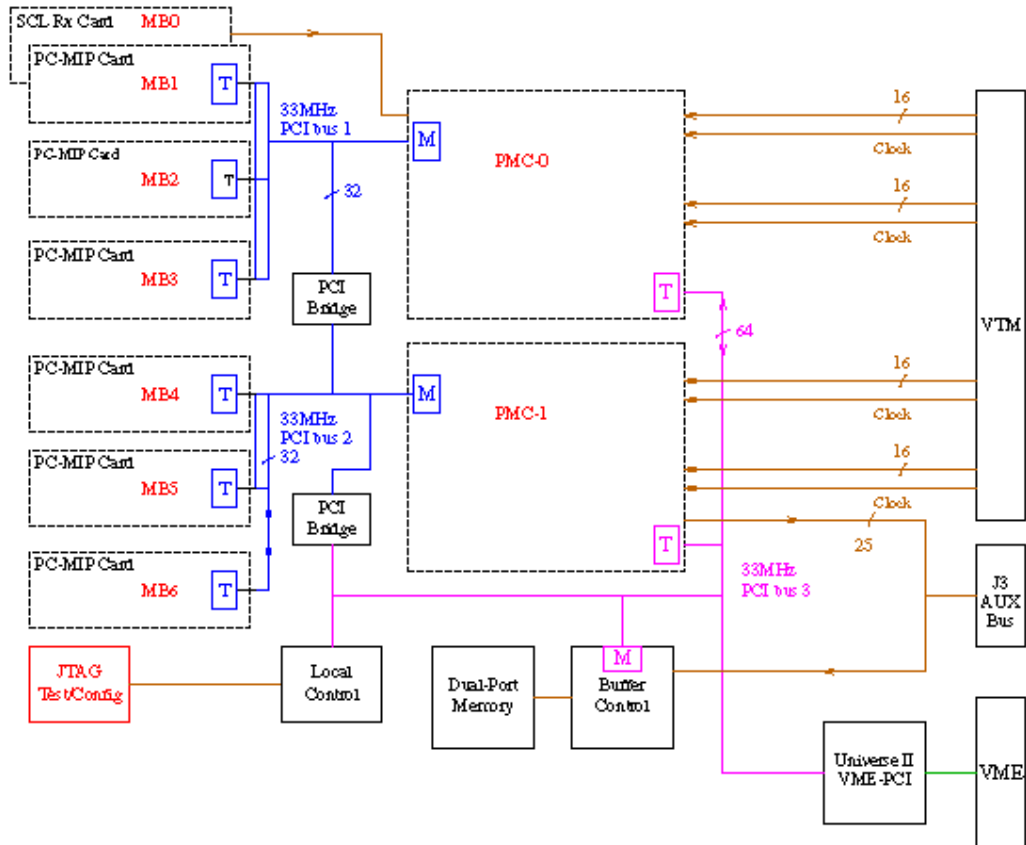 SCL Rx Card MB0
PC-MIP Card
MB1
T
33MHz
PCI bus 1
M
PMC-0
16
Clock
PC-MIP Card
MB2
T
32
16
Clock
PC-MIP Card
MB3
T
PCI
Bridge
T
64
VTM
PC-MIP Card
MB4
T
M
PMC-1
16
Clock
33MHz
PCI bus 2
32
PC-MIP Card
MB5
T
PCI
Bridge
16
Clock
25
T
PC-MIP Card
MB6
T
33MHz
PCI bus 3
J3
AUX
Bus
JTAG
Test/Config
Local
Control
Dual-Port
Memory
M
Buffer
Control
Universe II
VME-PCI
VME